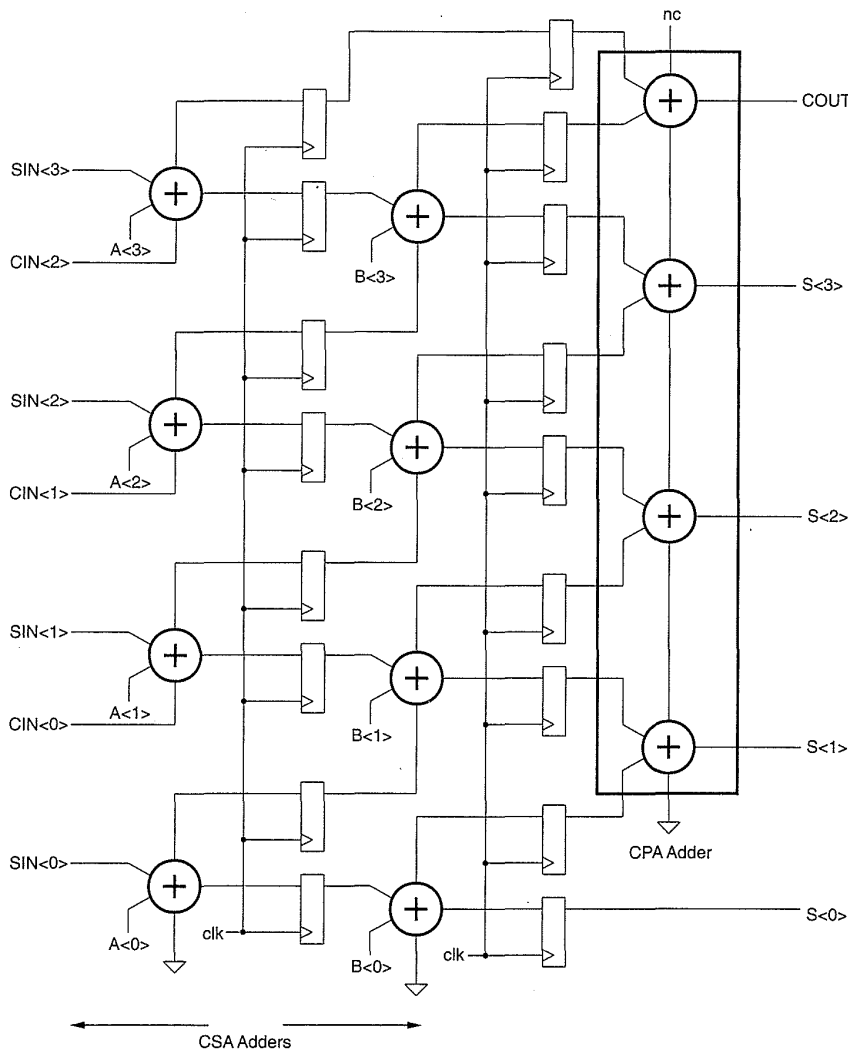 nc
COUT
SIN<3>
A<3>
CIN<2>
B<3>
S<3>
SIN<2>
A<2>
CIN<1>
B<2>
S<2>
SIN<1>
A<1>
CIN<0>
B<1>
S<1>
CPA Adder
SIN<0>
A<0>
clk
B<0>
clk
S<0>
CSA Adders